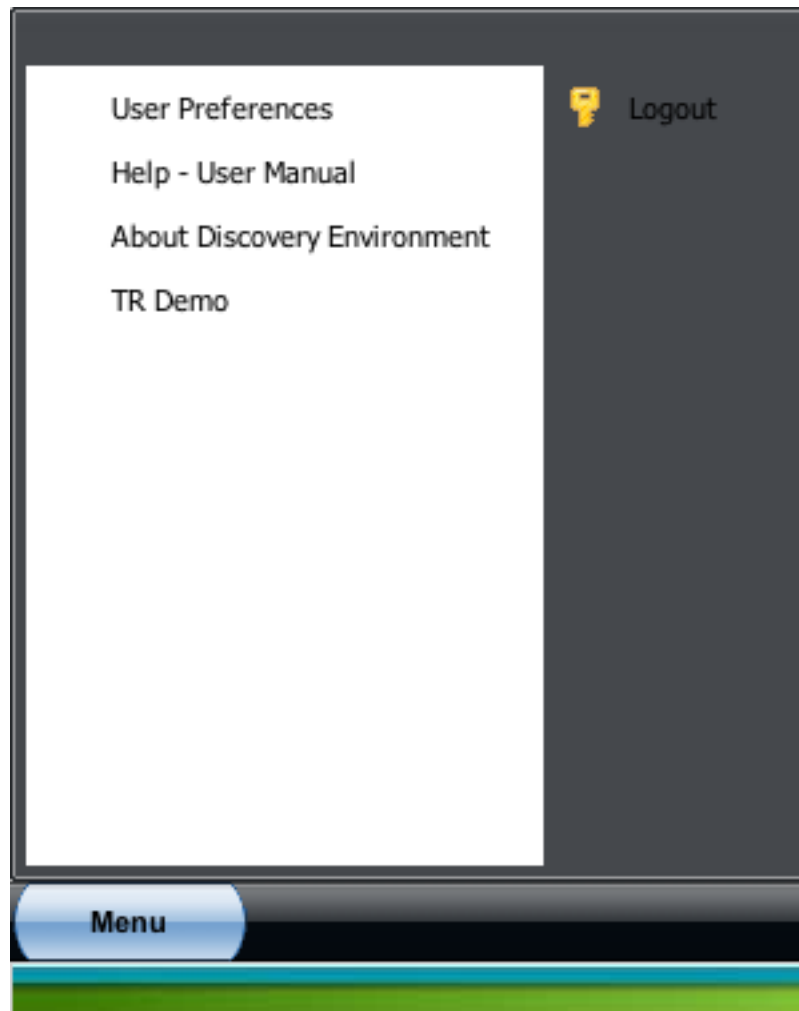 User Preferences
Logout
Help - User Manual
About Discovery Environment
TR Demo
Menu